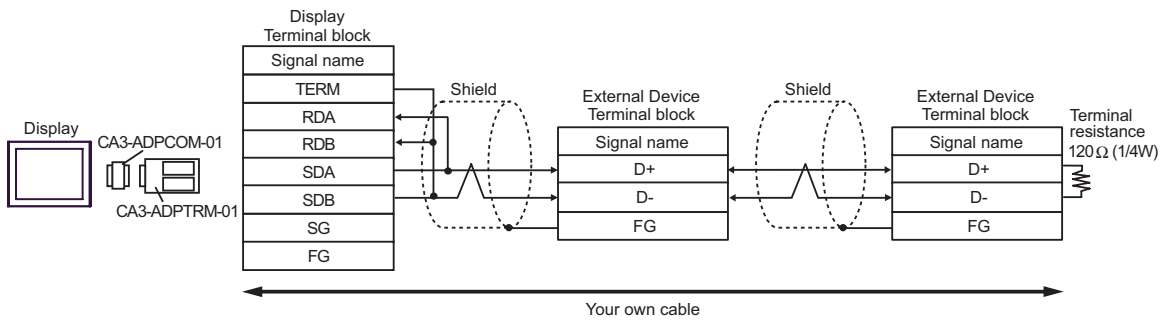 Display
CA3-ADPCOM-01
CA3-ADPTRM-01
Display
Terminal block
Signal name
TERM
RDA
RDB
SDA
SDB
SG
FG
Shield
External Device
Terminal block
Signal name
D+
D-
FG
Shield
External Device
Terminal block
Signal name
D+
D-
FG
Terminal
resistance
120Ω (1/4W)
Your own cable